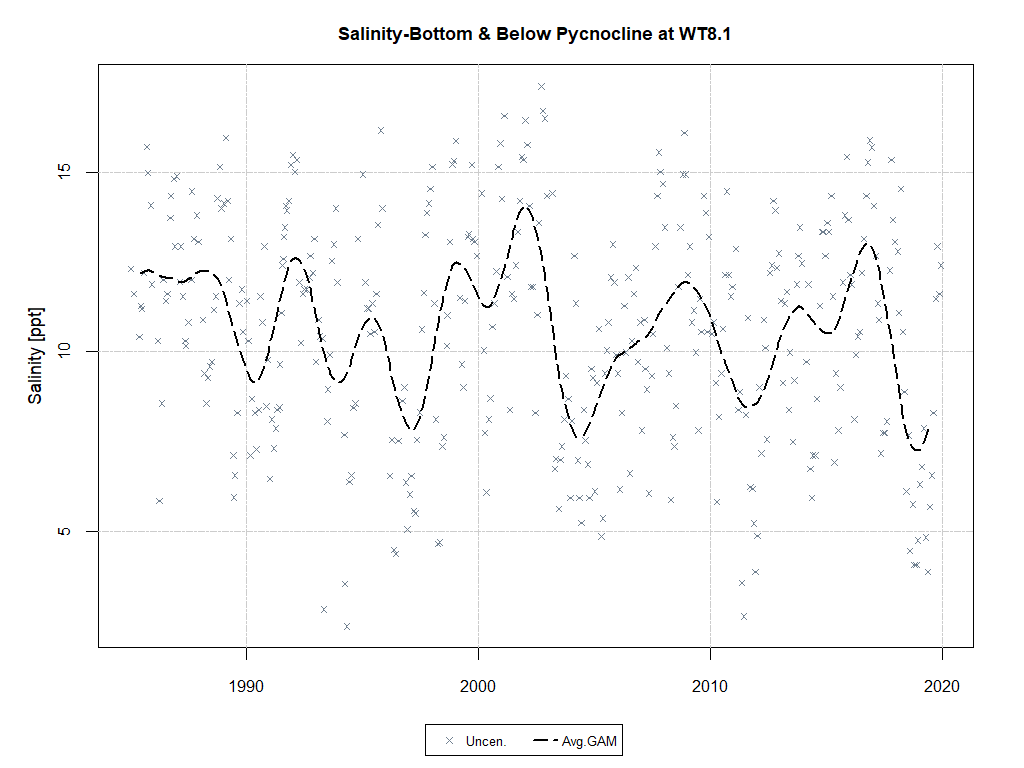 Salinity-Bottom & Below Pycnocline at WT8.1
Salinity [ppt]
15
10
5
1990 2000 2010 2020
Uncen. Avg.GAM